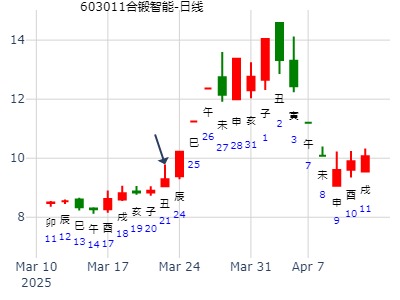 603011合锻智能-日线
14
12
10
8
卯 辰 巳 午 酉 戌 亥 子 丑 辰 巳 午 未 申 亥 子 丑 寅 午 未 申 酉 戌
11 12 13 14 17 18 19 20 21 24 25 26 27 28 31 1 2 3 7 8 9 10 11
Mar 10 Mar 17 Mar 24 Mar 31 Apr 7
2025